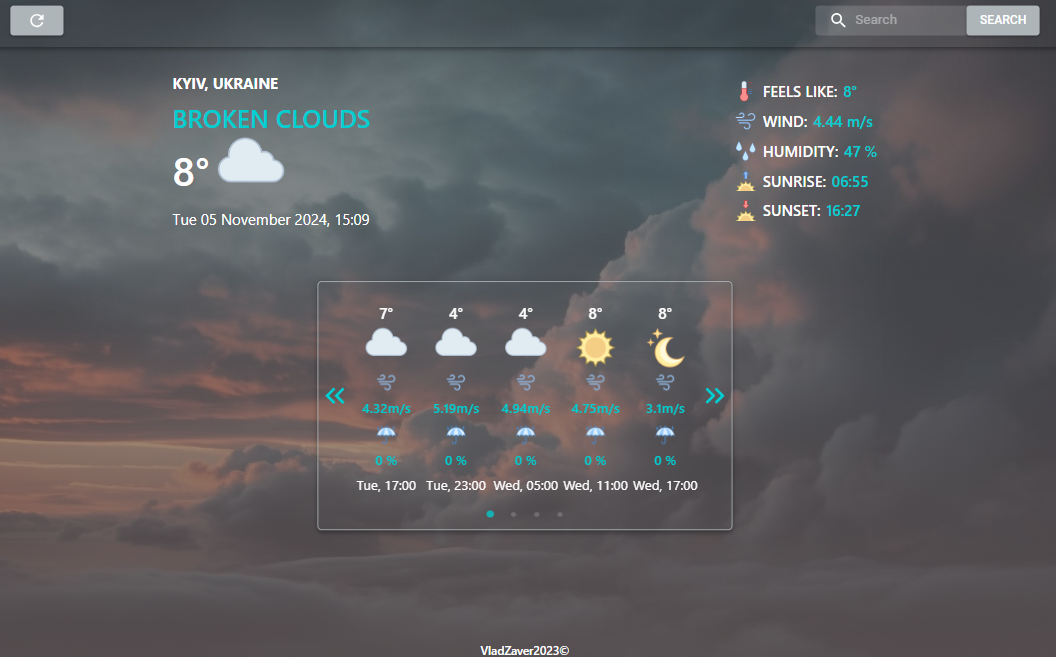 Search SEARCH
KYIV, UKRAINE
BROKEN CLOUDS
8°
Tue 05 November 2024, 15:09
FEELS LIKE: 8°
WIND: 4.44 m/s
HUMIDITY: 47 %
SUNRISE: 06:55
SUNSET: 16:27
7° 4° 4° 8° 8°
4.32m/s 5.19m/s 4.94m/s 4.75m/s 3.1m/s
0 % 0 % 0 % 0 % 0 %
Tue, 17:00 Tue, 23:00 Wed, 05:00 Wed, 11:00 Wed, 17:00
VladZaver2023©